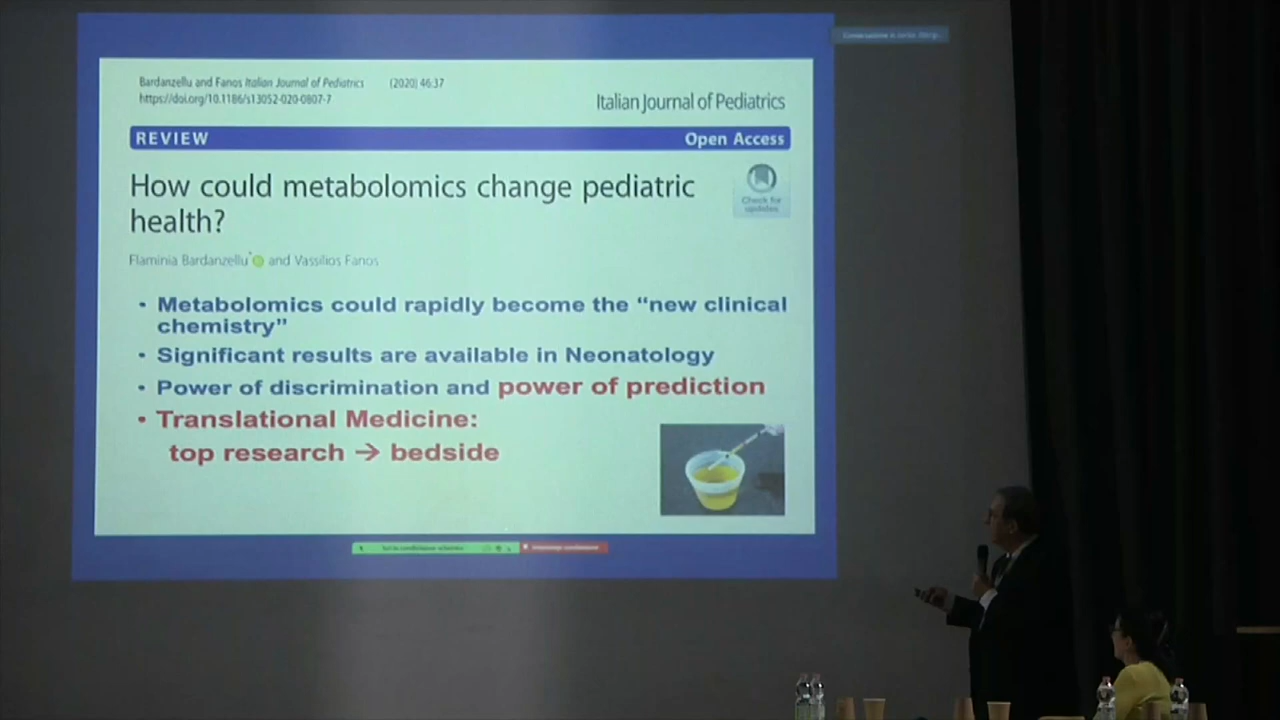 Bardanzellu and Fanos Italian Journal of Pediatrics (2020) 46:37
https://doi.org/10.1186/s13052-020-0807-7
Italian Journal of Pediatrics
REVIEW Open Access
How could metabolomics change pediatric
health?
Check for
updates
Flaminia Bardanzellu* and Vassilios Fanos
• Metabolomics could rapidly become the “new clinical
chemistry”
• Significant results are available in Neonatology
• Power of discrimination and power of prediction
• Translational Medicine:
top research → bedside